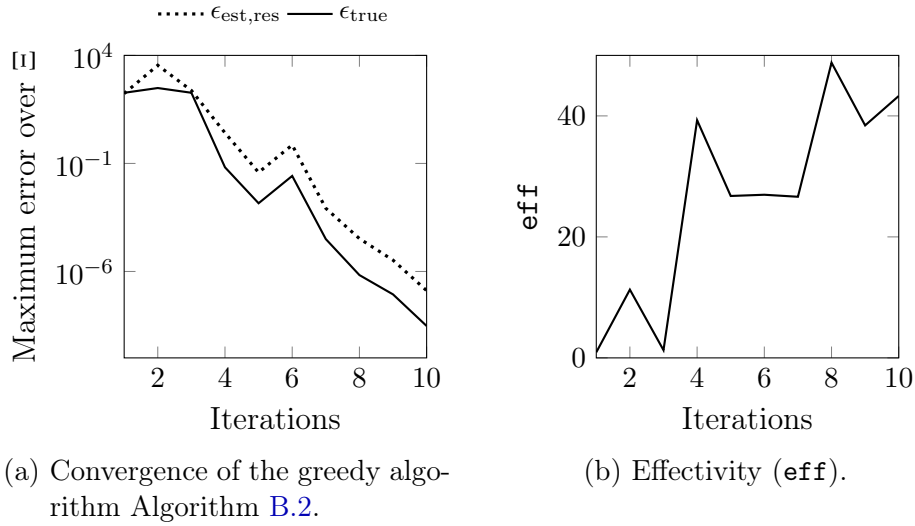 ϵest,res ϵtrue
Maximum error over Ξ
10^4
10^−1
10^−6
2 4 6 8 10
Iterations
(a) Convergence of the greedy algo-
rithm Algorithm B.2.
eff
40
20
0
2 4 6 8 10
Iterations
(b) Effectivity (eff).